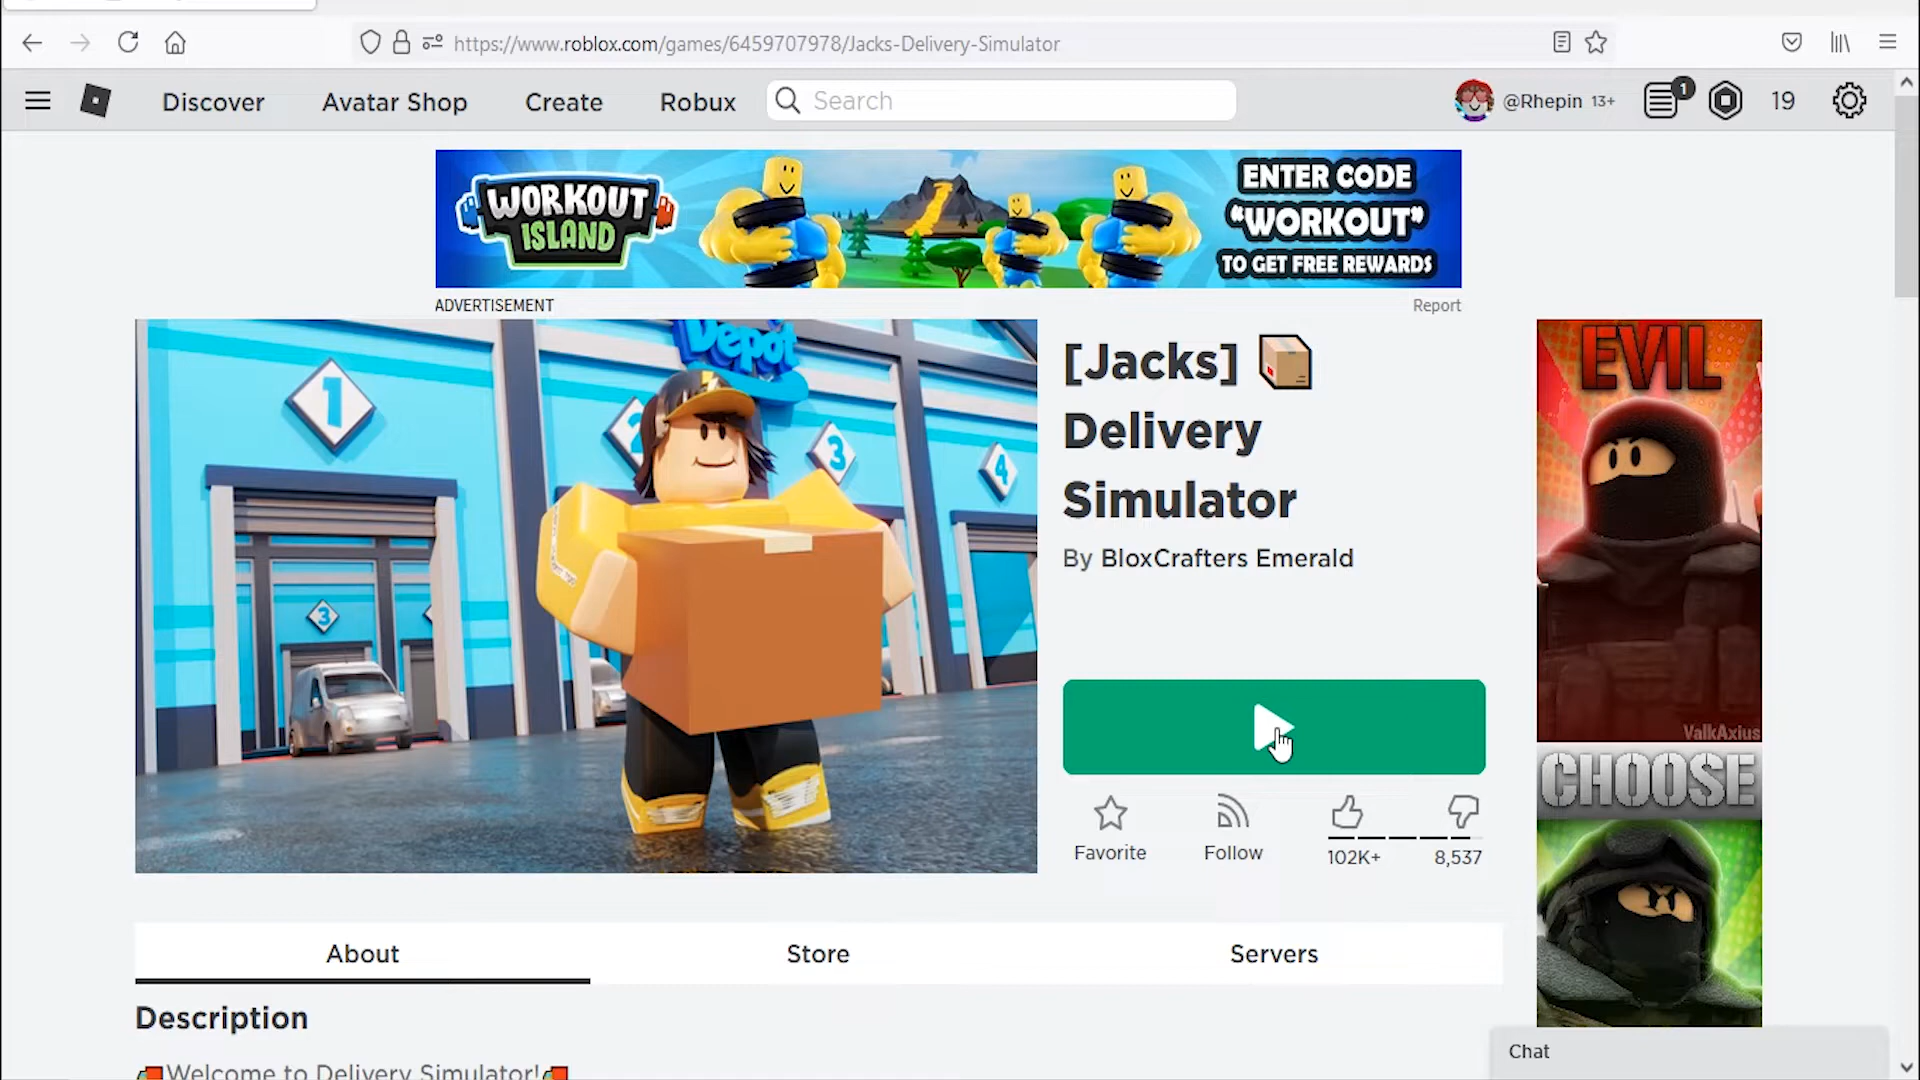 https://www.roblox.com/games/6459707978/Jacks-Delivery-Simulator
Discover
Avatar Shop
Create
Robux
Search
@Rhepin 13+
1
19
WORKOUT
ISLAND
ENTER CODE
"WORKOUT"
TO GET FREE REWARDS
ADVERTISEMENT
Report
Depot
1
2
3
4
3
[Jacks]
Delivery
Simulator
By BloxCrafters Emerald
Favorite
Follow
102K+
8,537
EVIL
ValkAxius
CHOOSE
About
Store
Servers
Description
Welcome to Delivery Simulator!
Chat